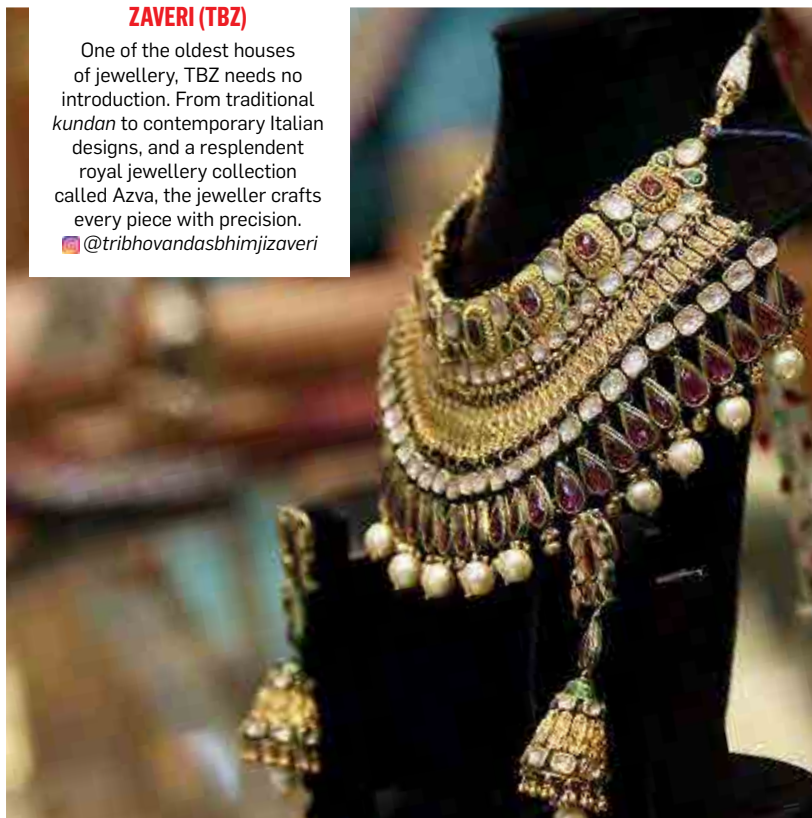 ZAVERI (TBZ)
One of the oldest houses
of jewellery, TBZ needs no
introduction. From traditional
kundan to contemporary Italian
designs, and a resplendent
royal jewellery collection
called Azva, the jeweller crafts
every piece with precision.
@tribhovandasbhimjizaveri